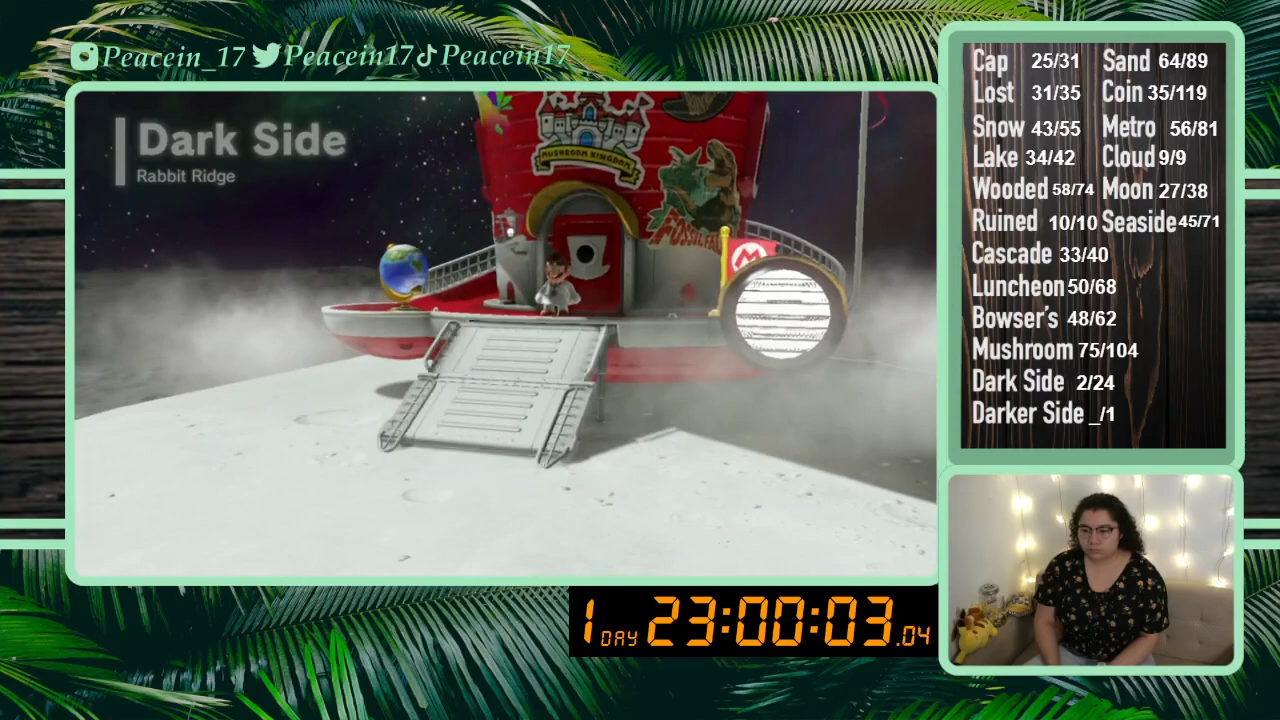 Peacein_17 Peacein17 Peacein17
Dark Side
Rabbit Ridge
MUSHROOM KINGDOM
M
Cap 25/31 Sand 64/89
Lost 31/35 Coin 35/119
Snow 43/55 Metro 56/81
Lake 34/42 Cloud 9/9
Wooded 58/74 Moon 27/38
Ruined 10/10 Seaside 45/71
Cascade 33/40
Luncheon 50/68
Bowser's 48/62
Mushroom 75/104
Dark Side 2/24
Darker Side _/1
1 DAY 23:00:03.04